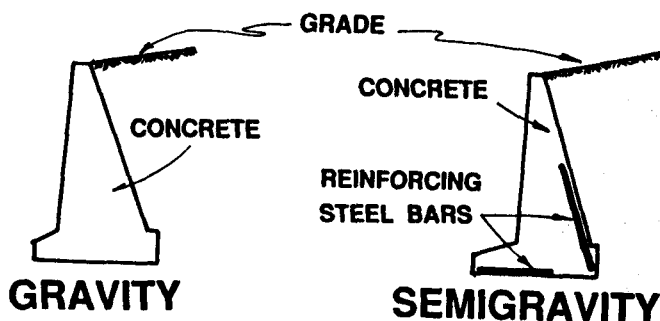 GRADE
CONCRETE
CONCRETE
REINFORCING
STEEL BARS
GRAVITY
SEMIGRAVITY